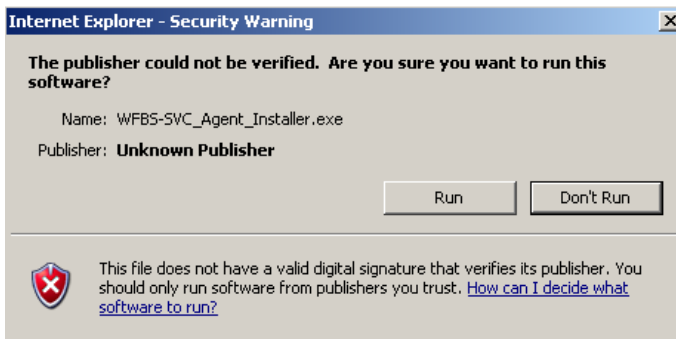 Internet Explorer - Security Warning
The publisher could not be verified. Are you sure you want to run this
software?
Name: WFBS-SVC_Agent_Installer.exe
Publisher: Unknown Publisher
Run
Don't Run
This file does not have a valid digital signature that verifies its publisher. You
should only run software from publishers you trust. How can I decide what
software to run?